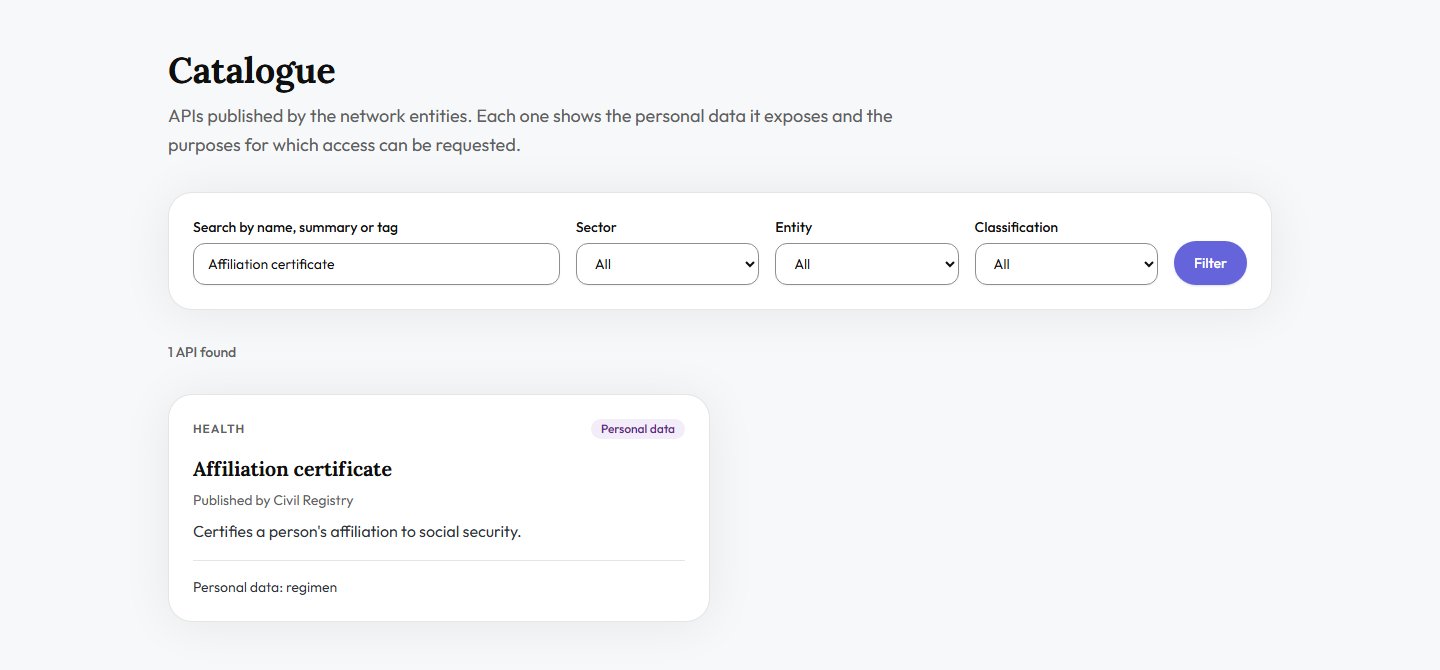 Catalogue
APIs published by the network entities. Each one shows the personal data it exposes and the
purposes for which access can be requested.
Search by name, summary or tag
Sector
Entity
Classification
Affiliation certificate
All
All
All
Filter
1 API found
HEALTH
Personal data
Affiliation certificate
Published by Civil Registry
Certifies a person's affiliation to social security.
Personal data: regimen